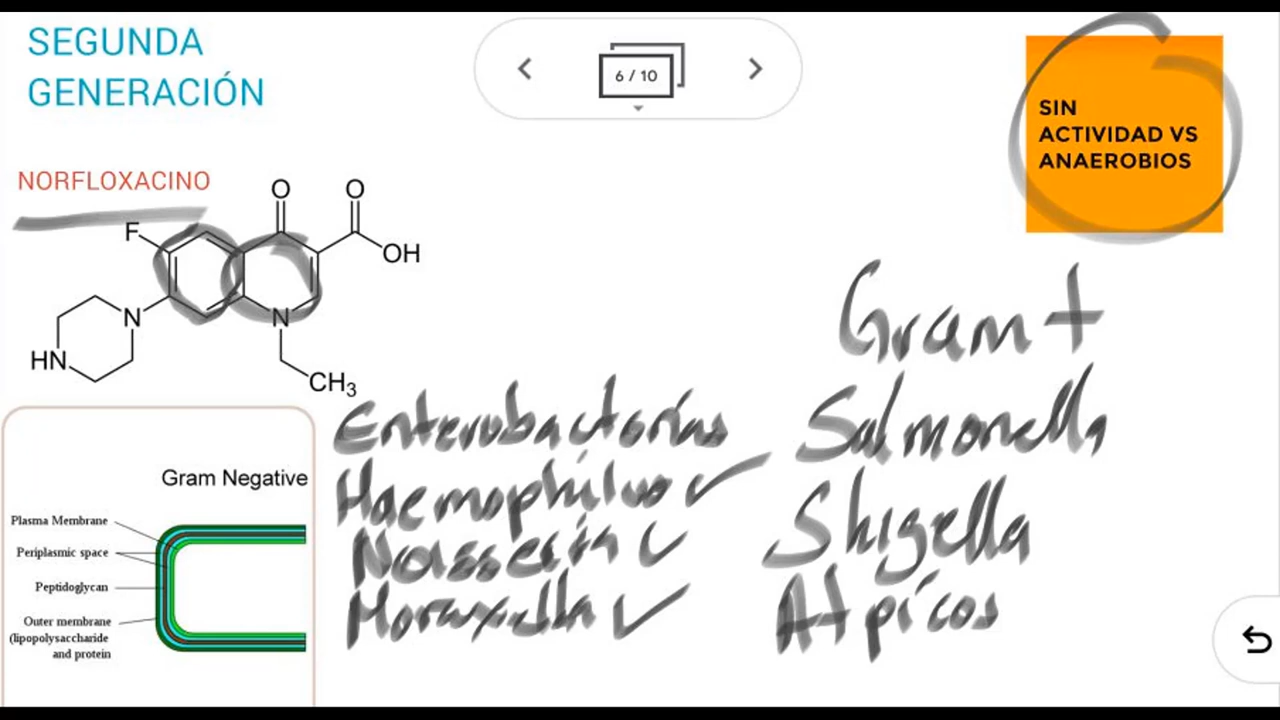 SEGUNDA
GENERACIÓN
6 / 10
SIN
ACTIVIDAD VS
ANAEROBIOS
NORFLOXACINO
O
O
F
OH
N
N
HN
CH3
Gram +
Enterobacterias
Salmonella
Haemophilus ✓
Shigella
Neisseria ✓
Moraxella ✓
Atípicos
Gram Negative
Plasma Membrane
Periplasmic space
Peptidoglycan
Outer membrane
(lipopolysaccharide
and protein